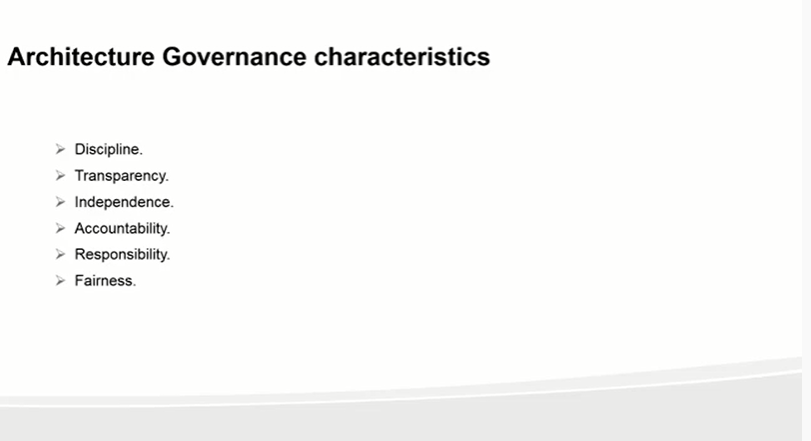 Architecture Governance characteristics
Discipline.
Transparency.
Independence.
Accountability.
Responsibility.
Fairness.